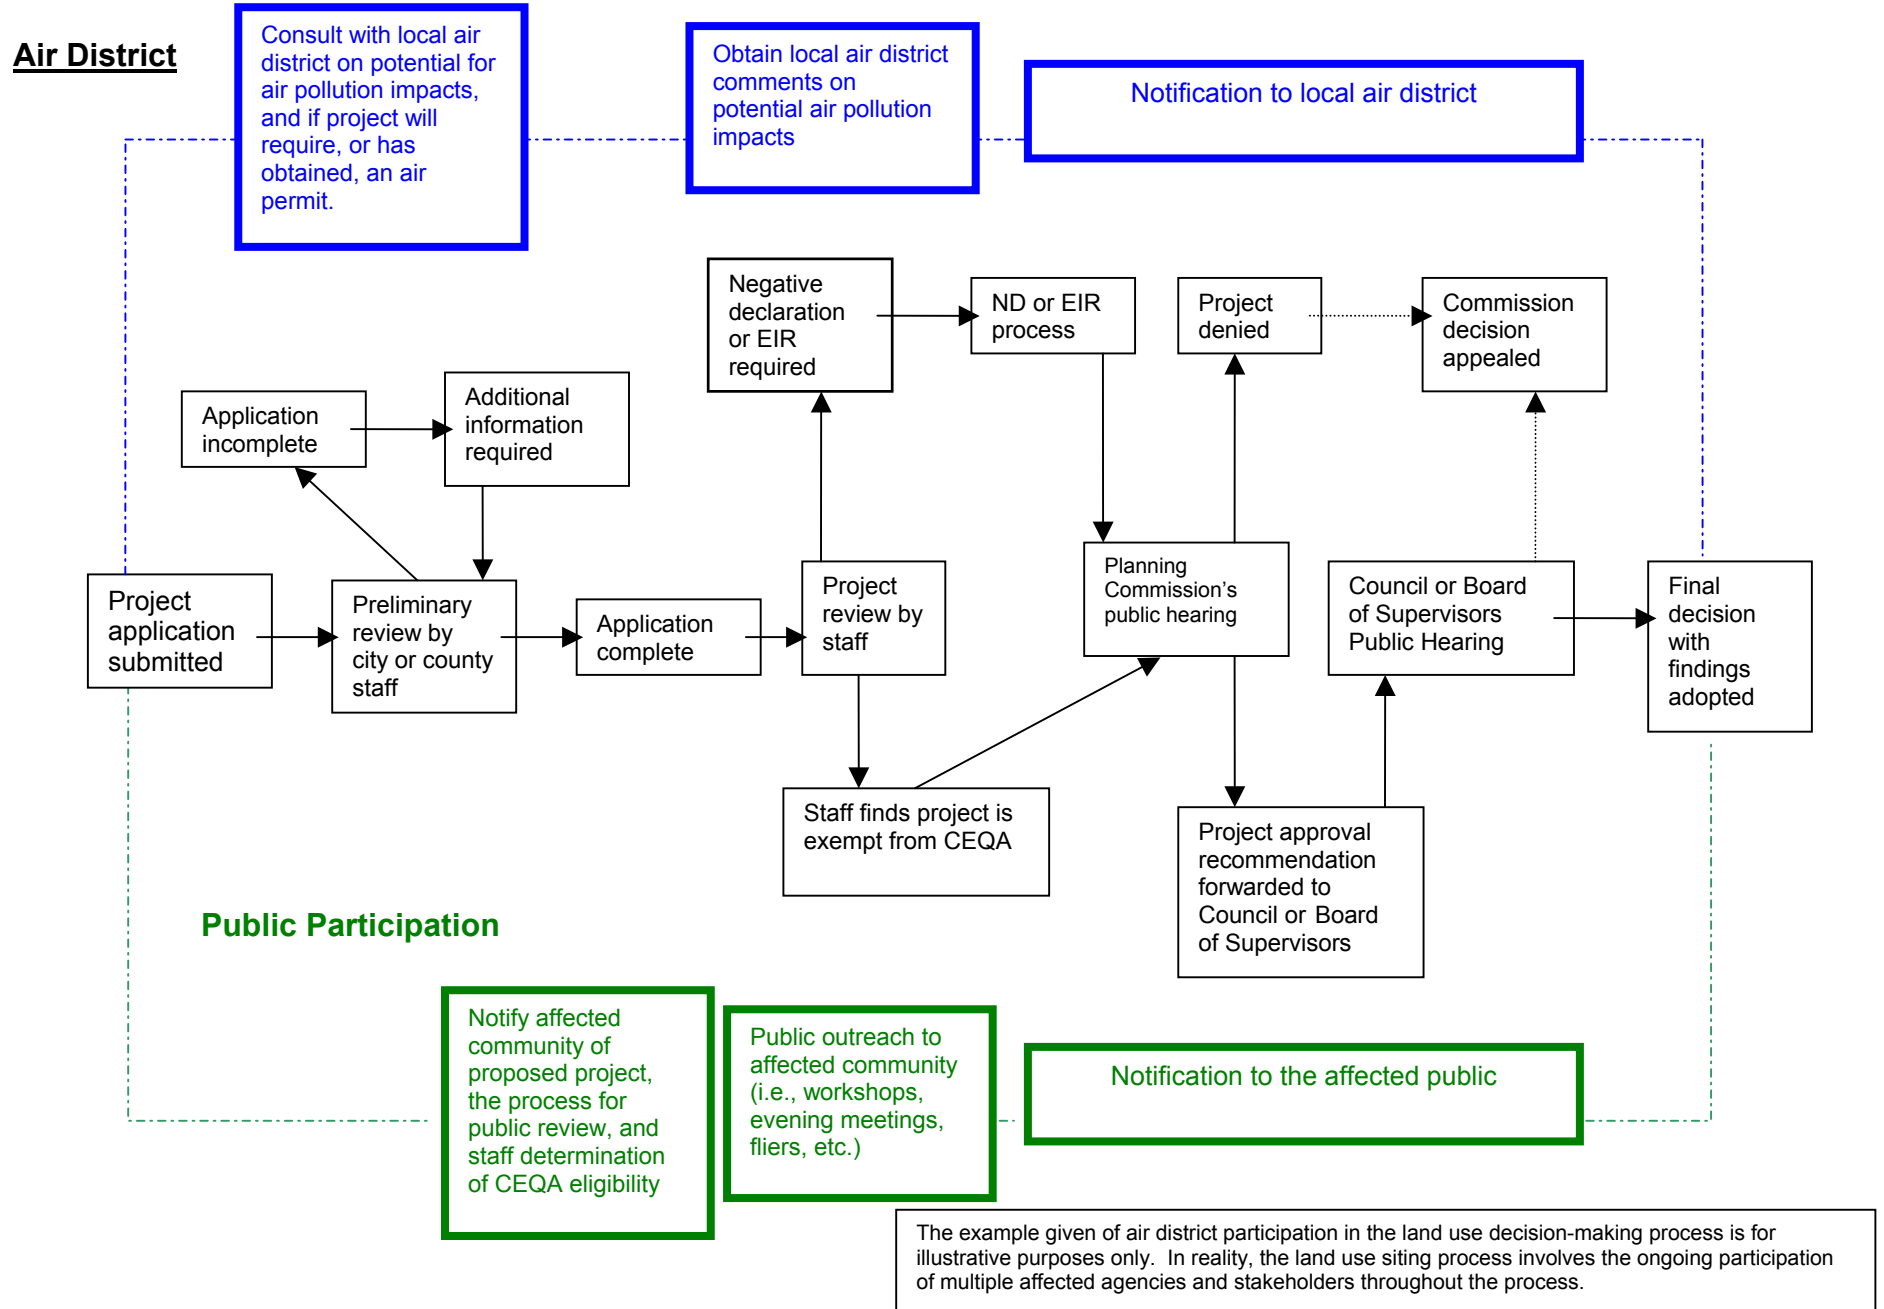 Air District
Consult with local air
district on potential for
air pollution impacts,
and if project will
require, or has
obtained, an air
permit.
Obtain local air district
comments on
potential air pollution
impacts
Notification to local air district
Negative
declaration
or EIR
required
ND or EIR
process
Project
denied
Commission
decision
appealed
Application
incomplete
Additional
information
required
Project
application
submitted
Preliminary
review by
city or county
staff
Application
complete
Project
review by
staff
Planning
Commission’s
public hearing
Council or Board
of Supervisors
Public Hearing
Final
decision
with
findings
adopted
Staff finds project is
exempt from CEQA
Project approval
recommendation
forwarded to
Council or Board
of Supervisors
Public Participation
Notify affected
community of
proposed project,
the process for
public review, and
staff determination
of CEQA eligibility
Public outreach to
affected community
(i.e., workshops,
evening meetings,
fliers, etc.)
Notification to the affected public
The example given of air district participation in the land use decision-making process is for
illustrative purposes only.  In reality, the land use siting process involves the ongoing participation
of multiple affected agencies and stakeholders throughout the process.